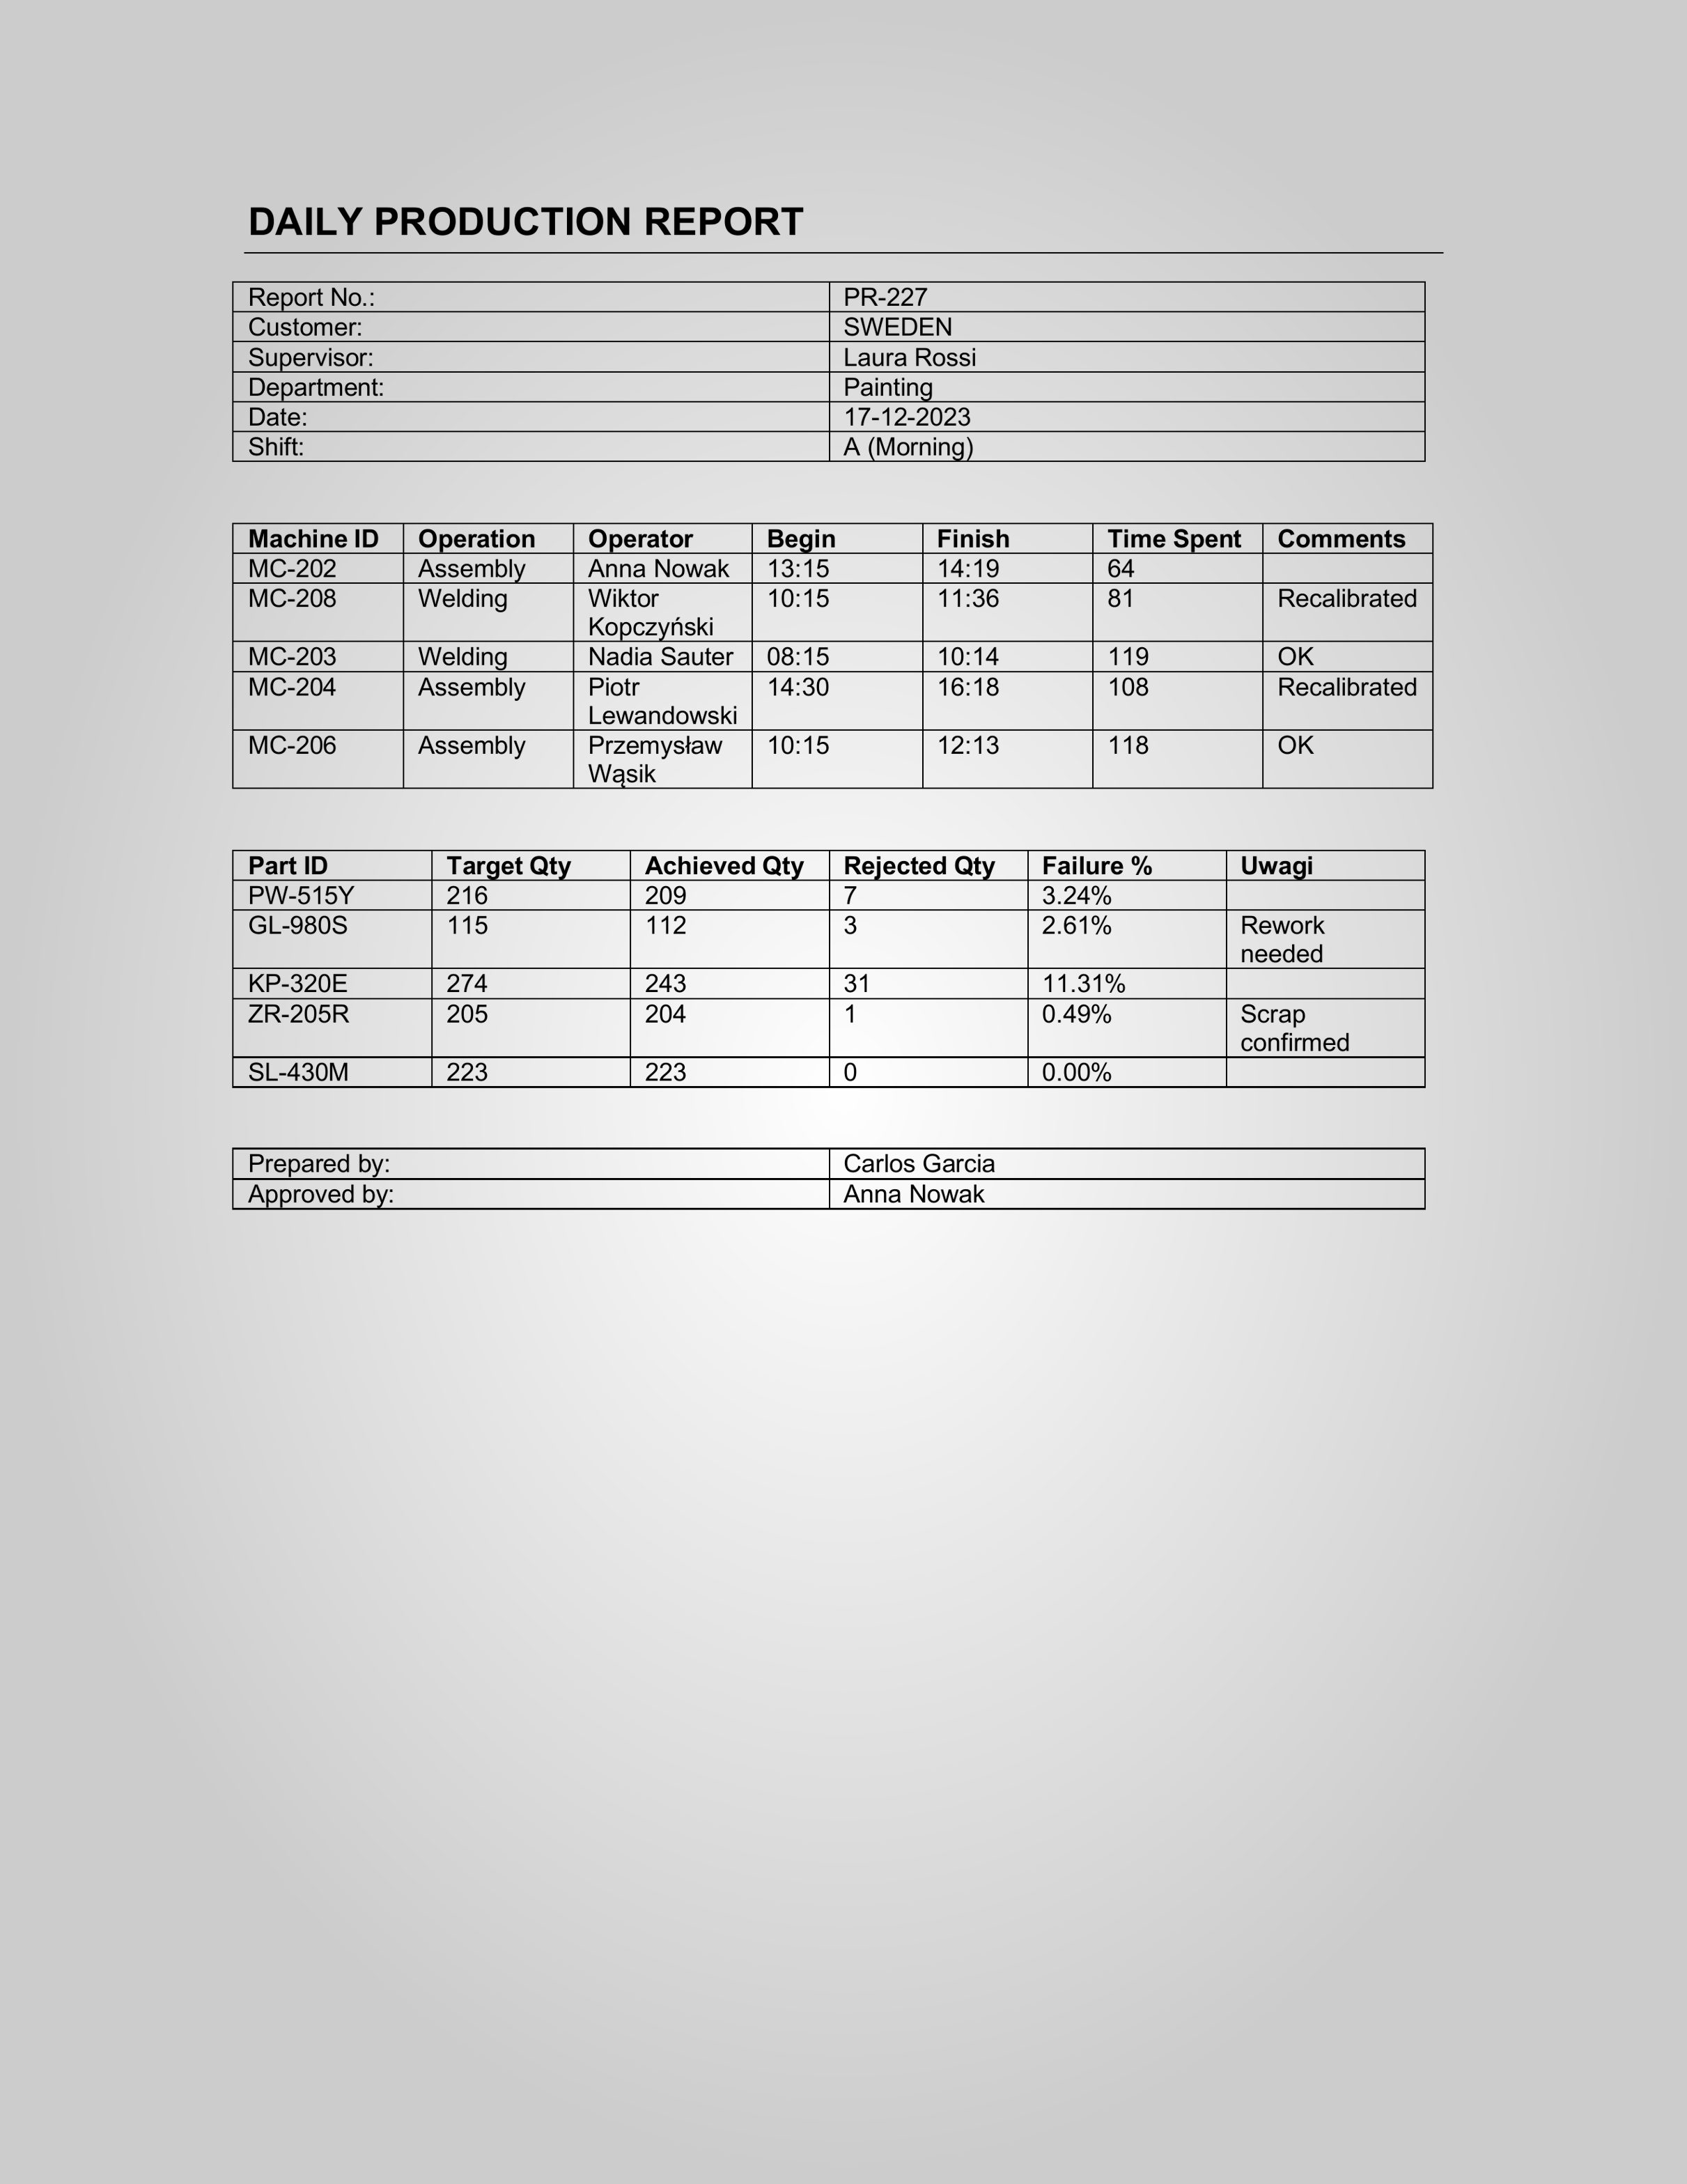 DAILY PRODUCTION REPORT
Report No.: PR-227
Customer: SWEDEN
Supervisor: Laura Rossi
Department: Painting
Date: 17-12-2023
Shift: A (Morning)
Machine ID Operation Operator Begin Finish Time Spent Comments
MC-202 Assembly Anna Nowak 13:15 14:19 64
MC-208 Welding Wiktor 10:15 11:36 81 Recalibrated
Kopczyński
MC-203 Welding Nadia Sauter 08:15 10:14 119 OK
MC-204 Assembly Piotr 14:30 16:18 108 Recalibrated
Lewandowski
MC-206 Assembly Przemysław 10:15 12:13 118 OK
Wąsik
Part ID Target Qty Achieved Qty Rejected Qty Failure % Uwagi
PW-515Y 216 209 7 3.24%
GL-980S 115 112 3 2.61% Rework
needed
KP-320E 274 243 31 11.31%
ZR-205R 205 204 1 0.49% Scrap
confirmed
SL-430M 223 223 0 0.00%
Prepared by: Carlos Garcia
Approved by: Anna Nowak